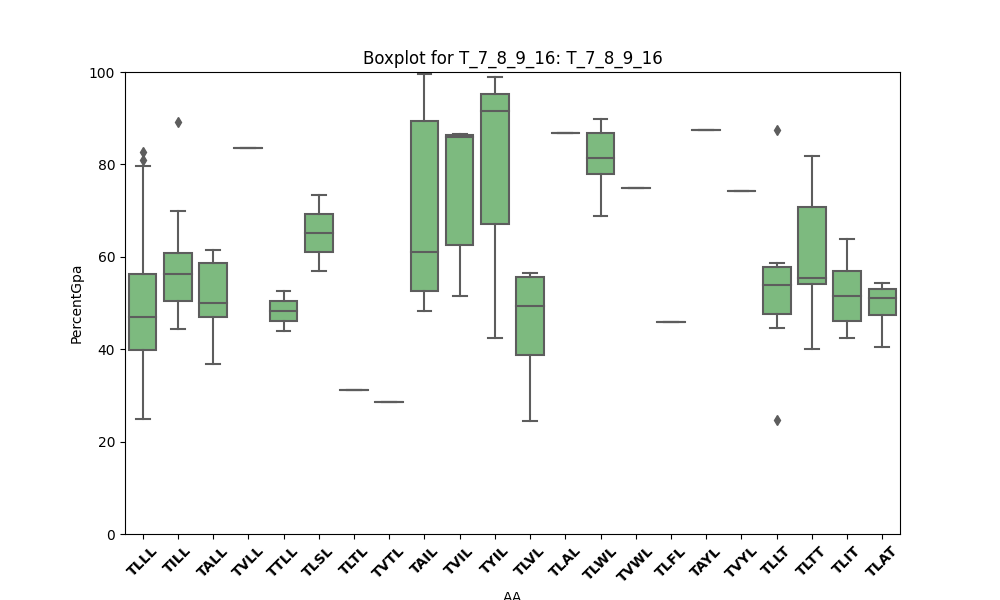 Boxplot for T_7_8_9_16: T_7_8_9_16
PercentGpa
100
80
60
40
20
0
TLLL TILL TALL TVLL TTLL TLSL TLTL TVTL TAIL TVIL TYIL TLVL TLAL TLWL TVWL TLFL TAYL TVYL TLLT TLTT TLIT TLAT
AA